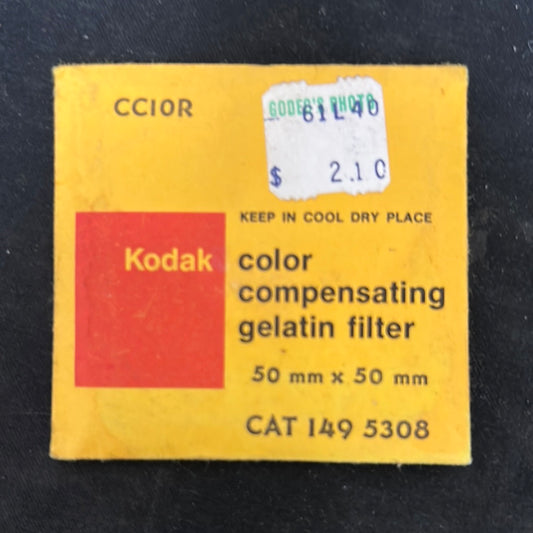 CC10R
GODER'S PHOTO
61L40
$ 2.10
KEEP IN COOL DRY PLACE
Kodak
color
compensating
gelatin filter
50 mm x 50 mm
CAT 149 5308